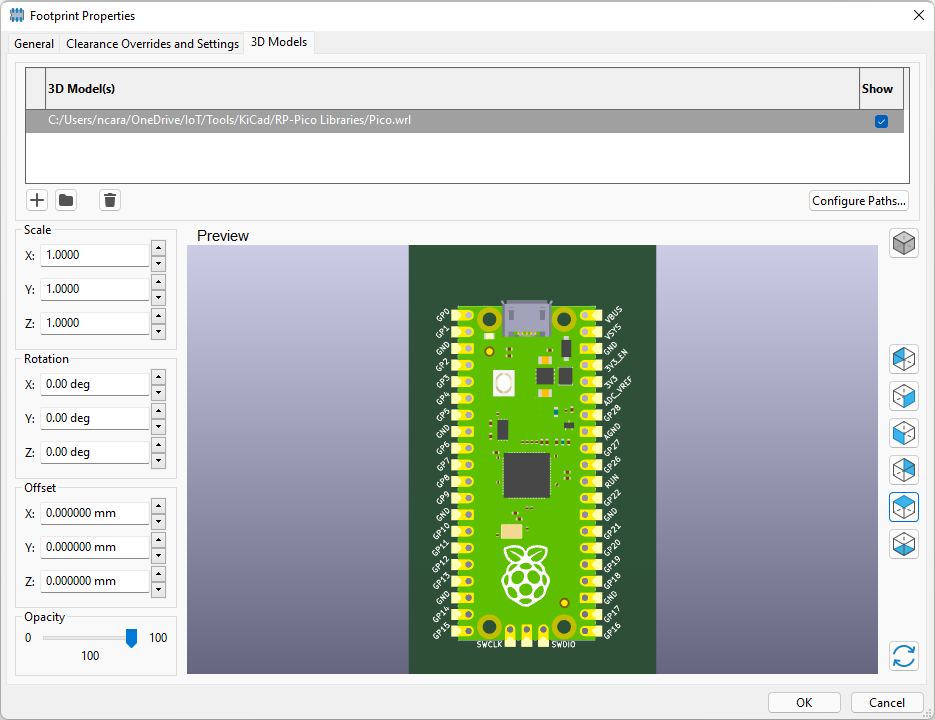 Footprint Properties
General Clearance Overrides and Settings 3D Models
3D Model(s) Show
C:/Users/ncara/OneDrive/IoT/Tools/KiCad/RP-Pico Libraries/Pico.wrl
Configure Paths...
Scale
X: 1.0000
Y: 1.0000
Z: 1.0000
Rotation
X: 0.00 deg
Y: 0.00 deg
Z: 0.00 deg
Offset
X: 0.000000 mm
Y: 0.000000 mm
Z: 0.000000 mm
Opacity
0 100
100
Preview
GP0
GP1
GND
GP2
GP3
GP4
GP5
GND
GP6
GP7
GP8
GP9
GND
GP10
GP11
GP12
GP13
GND
GP14
GP15
VBUS
VSYS
GND
3V3_EN
3V3
ADC_VREF
GP28
AGND
GP27
GP26
RUN
GP22
GND
GP21
GP20
GP19
GP18
GND
GP17
GP16
SWCLK SWDIO
OK Cancel